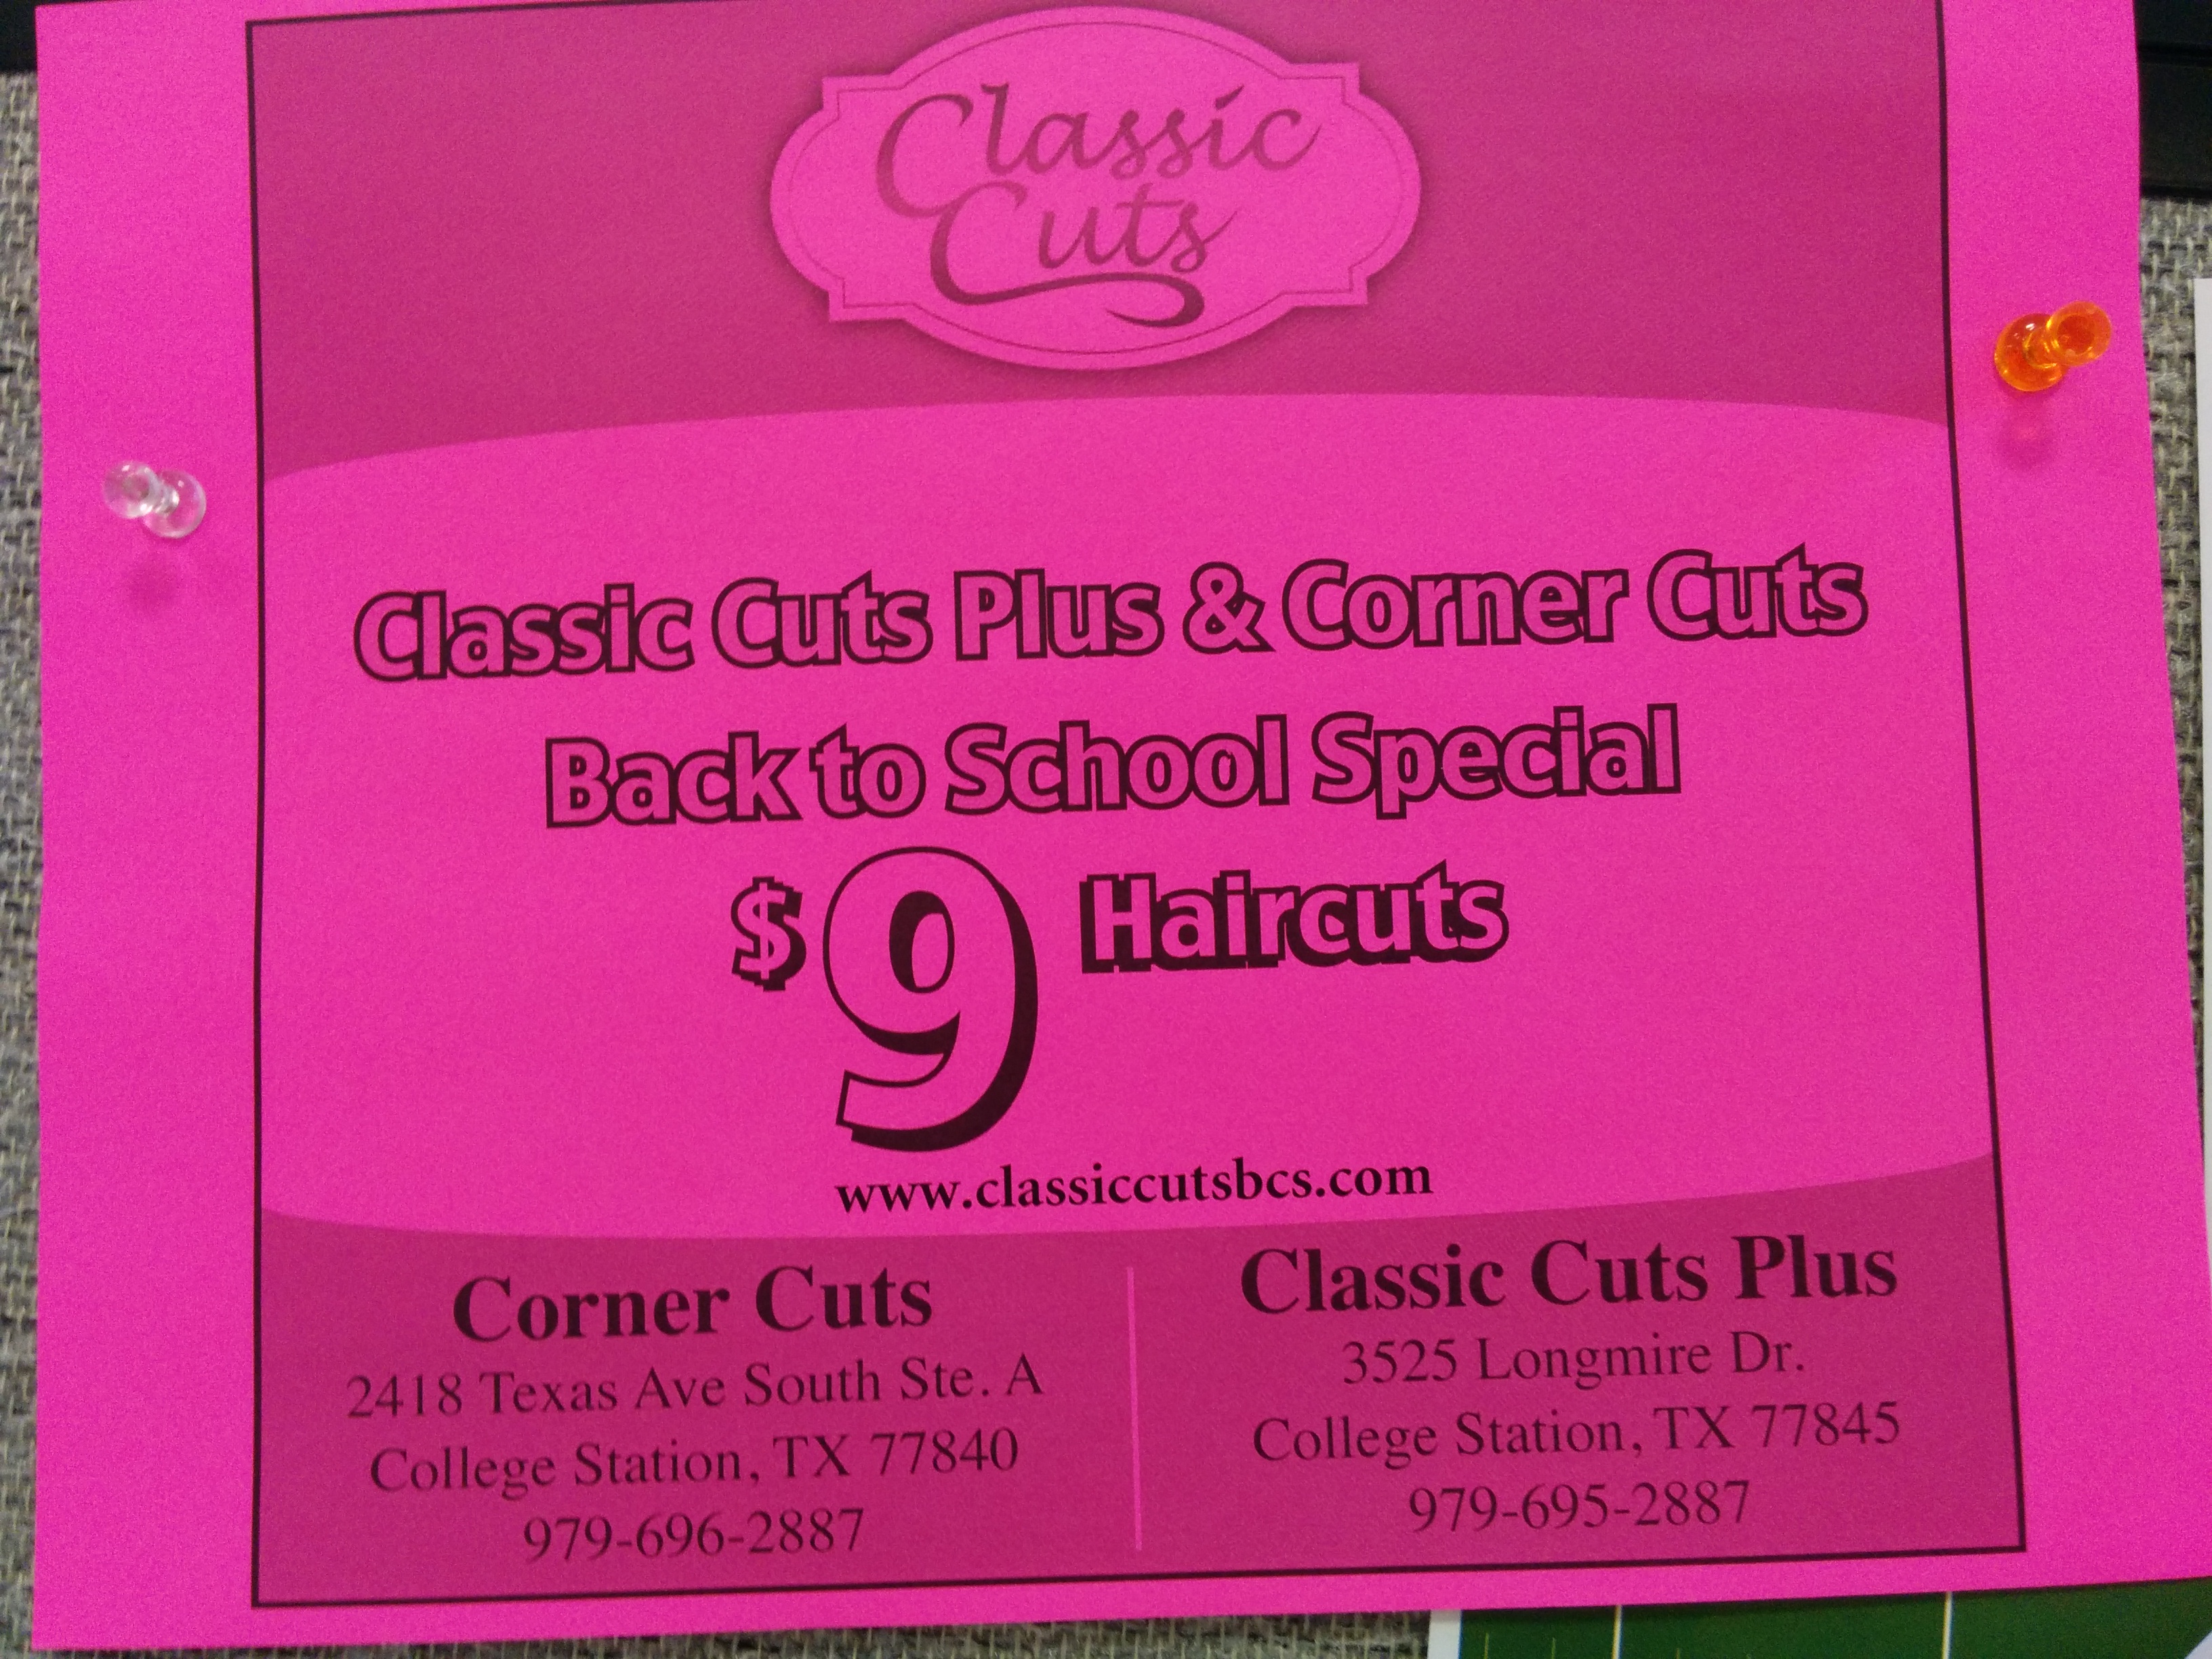 Classic
Cuts
Classic Cuts Plus & Corner Cuts
Back to School Special
$9 Haircuts
www.classiccutsbcs.com
Corner Cuts
2418 Texas Ave South Ste. A
College Station, TX 77840
979-696-2887
Classic Cuts Plus
3525 Longmire Dr.
College Station, TX 77845
979-695-2887